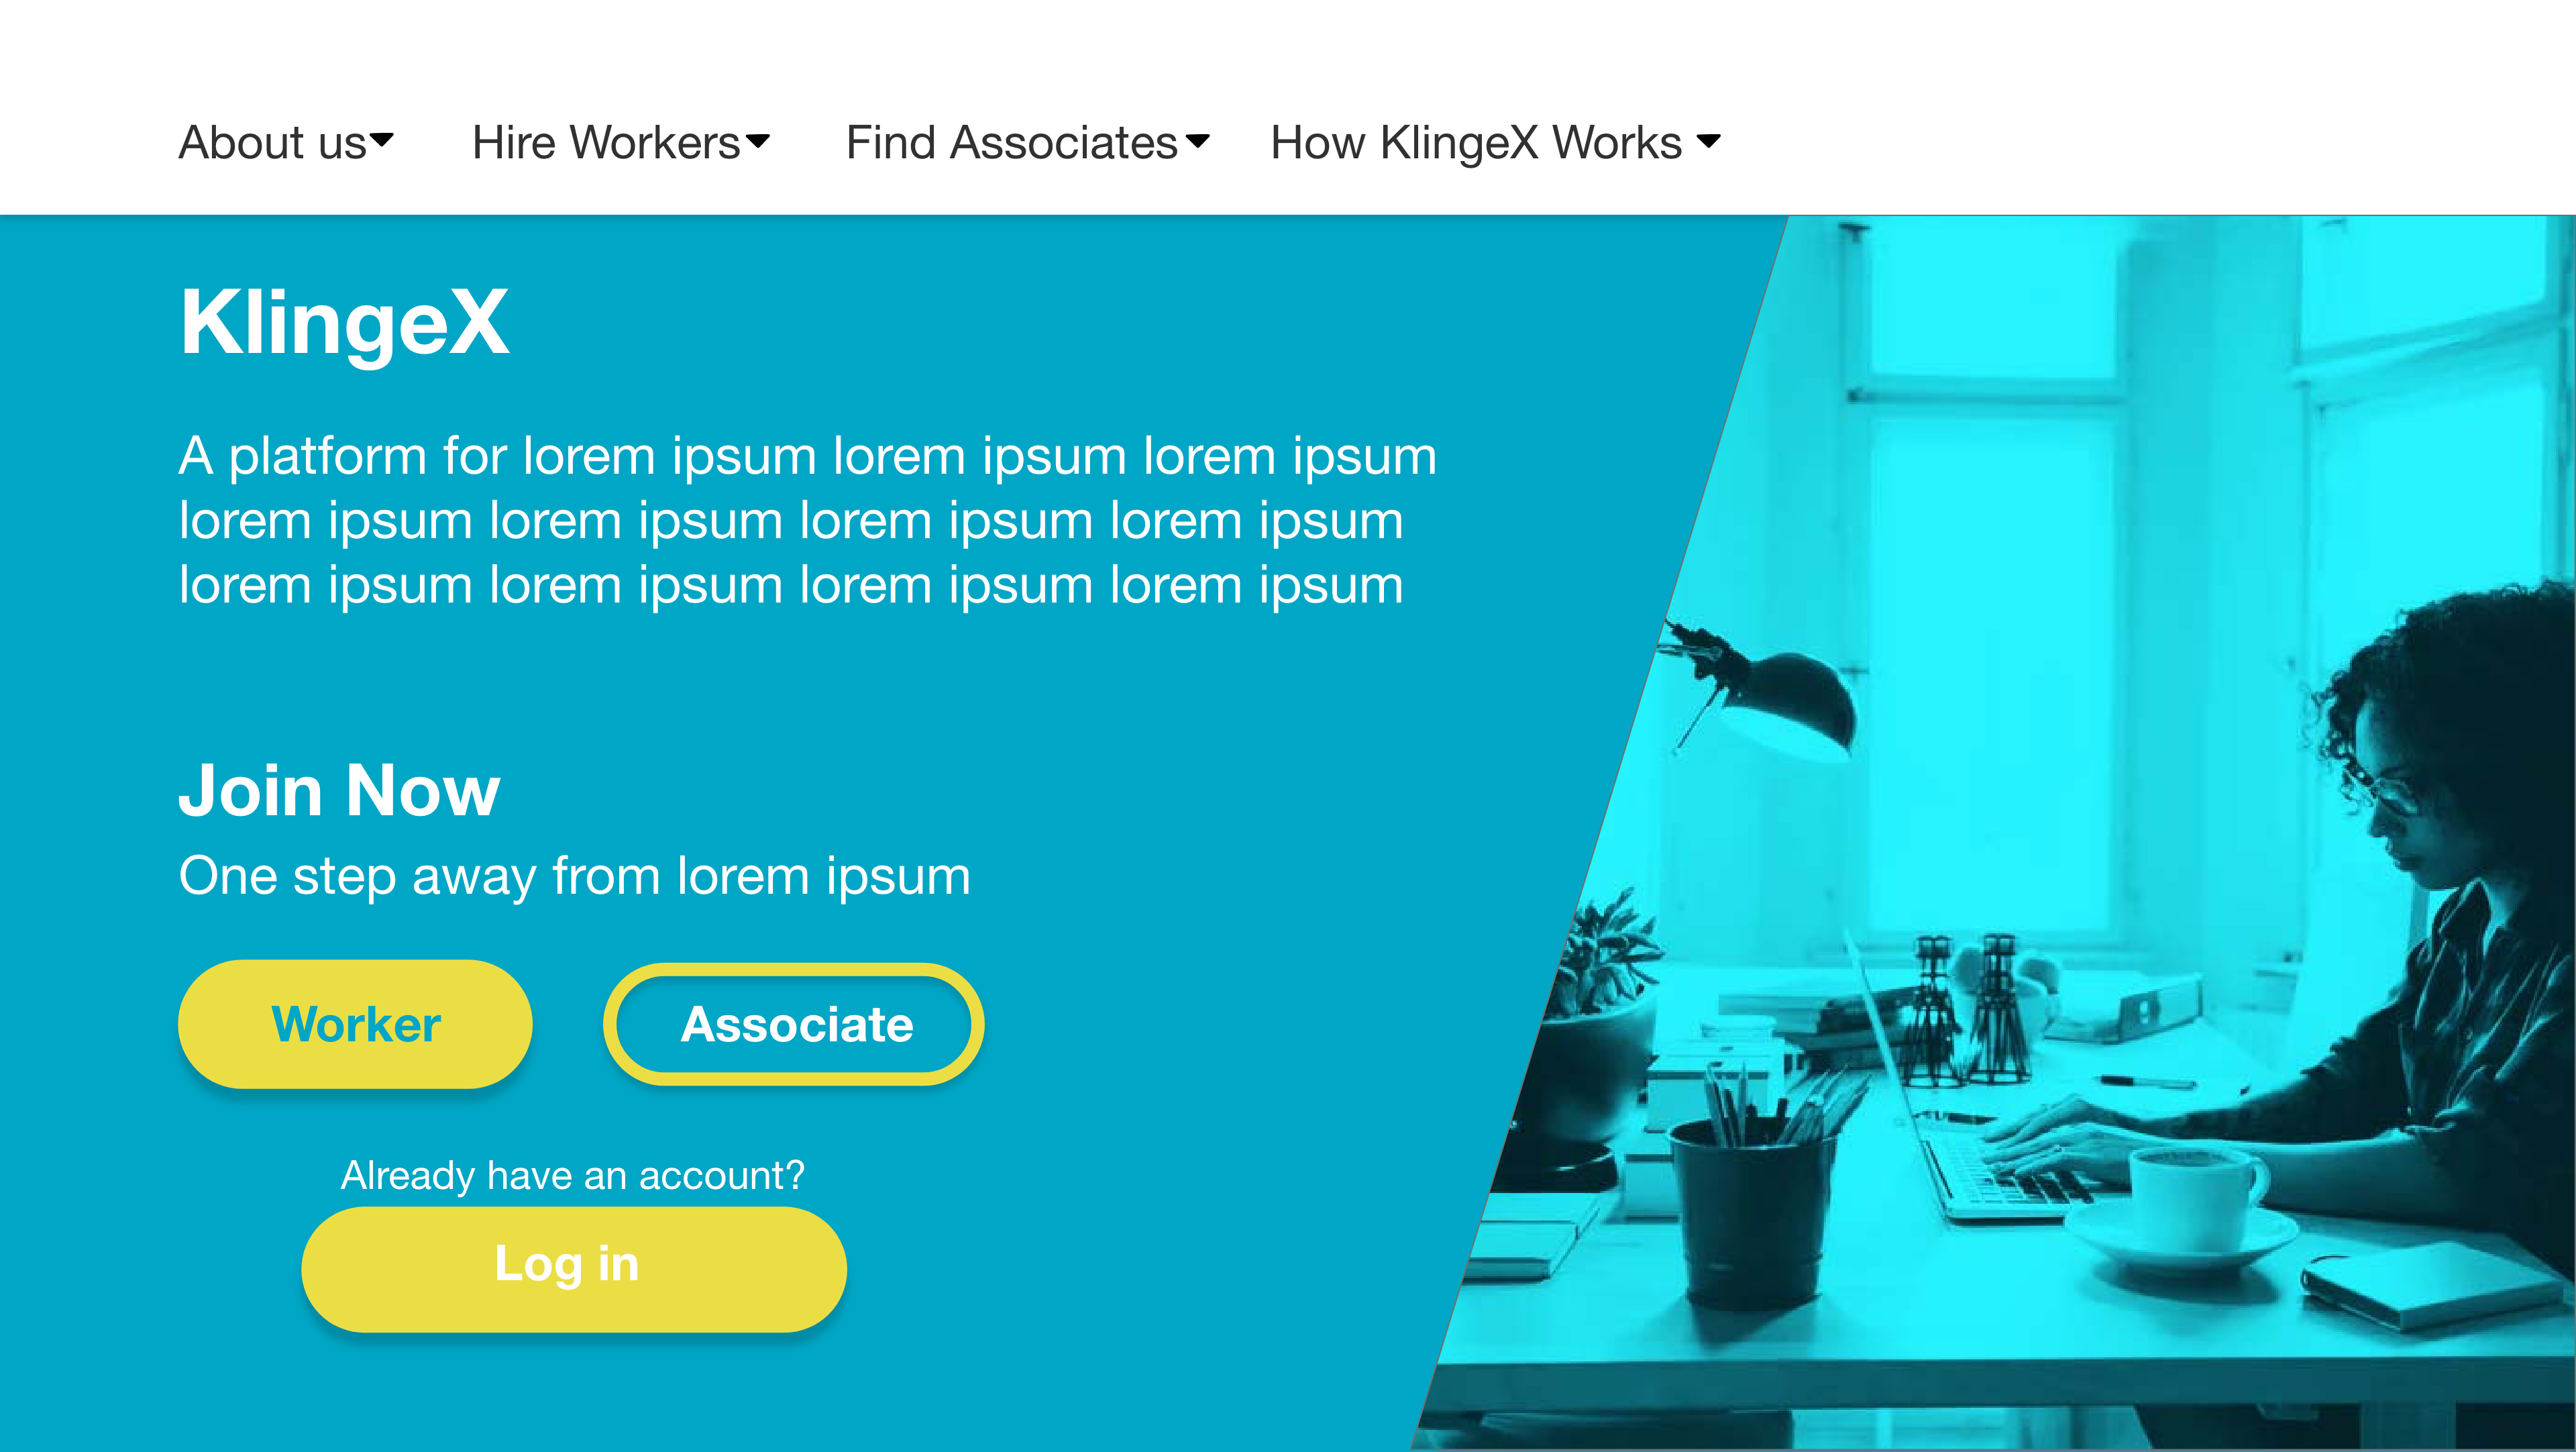 About us
Hire Workers
Find Associates
How KlingeX Works
KlingeX
A platform for lorem ipsum lorem ipsum lorem ipsum
lorem ipsum lorem ipsum lorem ipsum lorem ipsum
lorem ipsum lorem ipsum lorem ipsum lorem ipsum
Join Now
One step away from lorem ipsum
Worker
Associate
Already have an account?
Log in